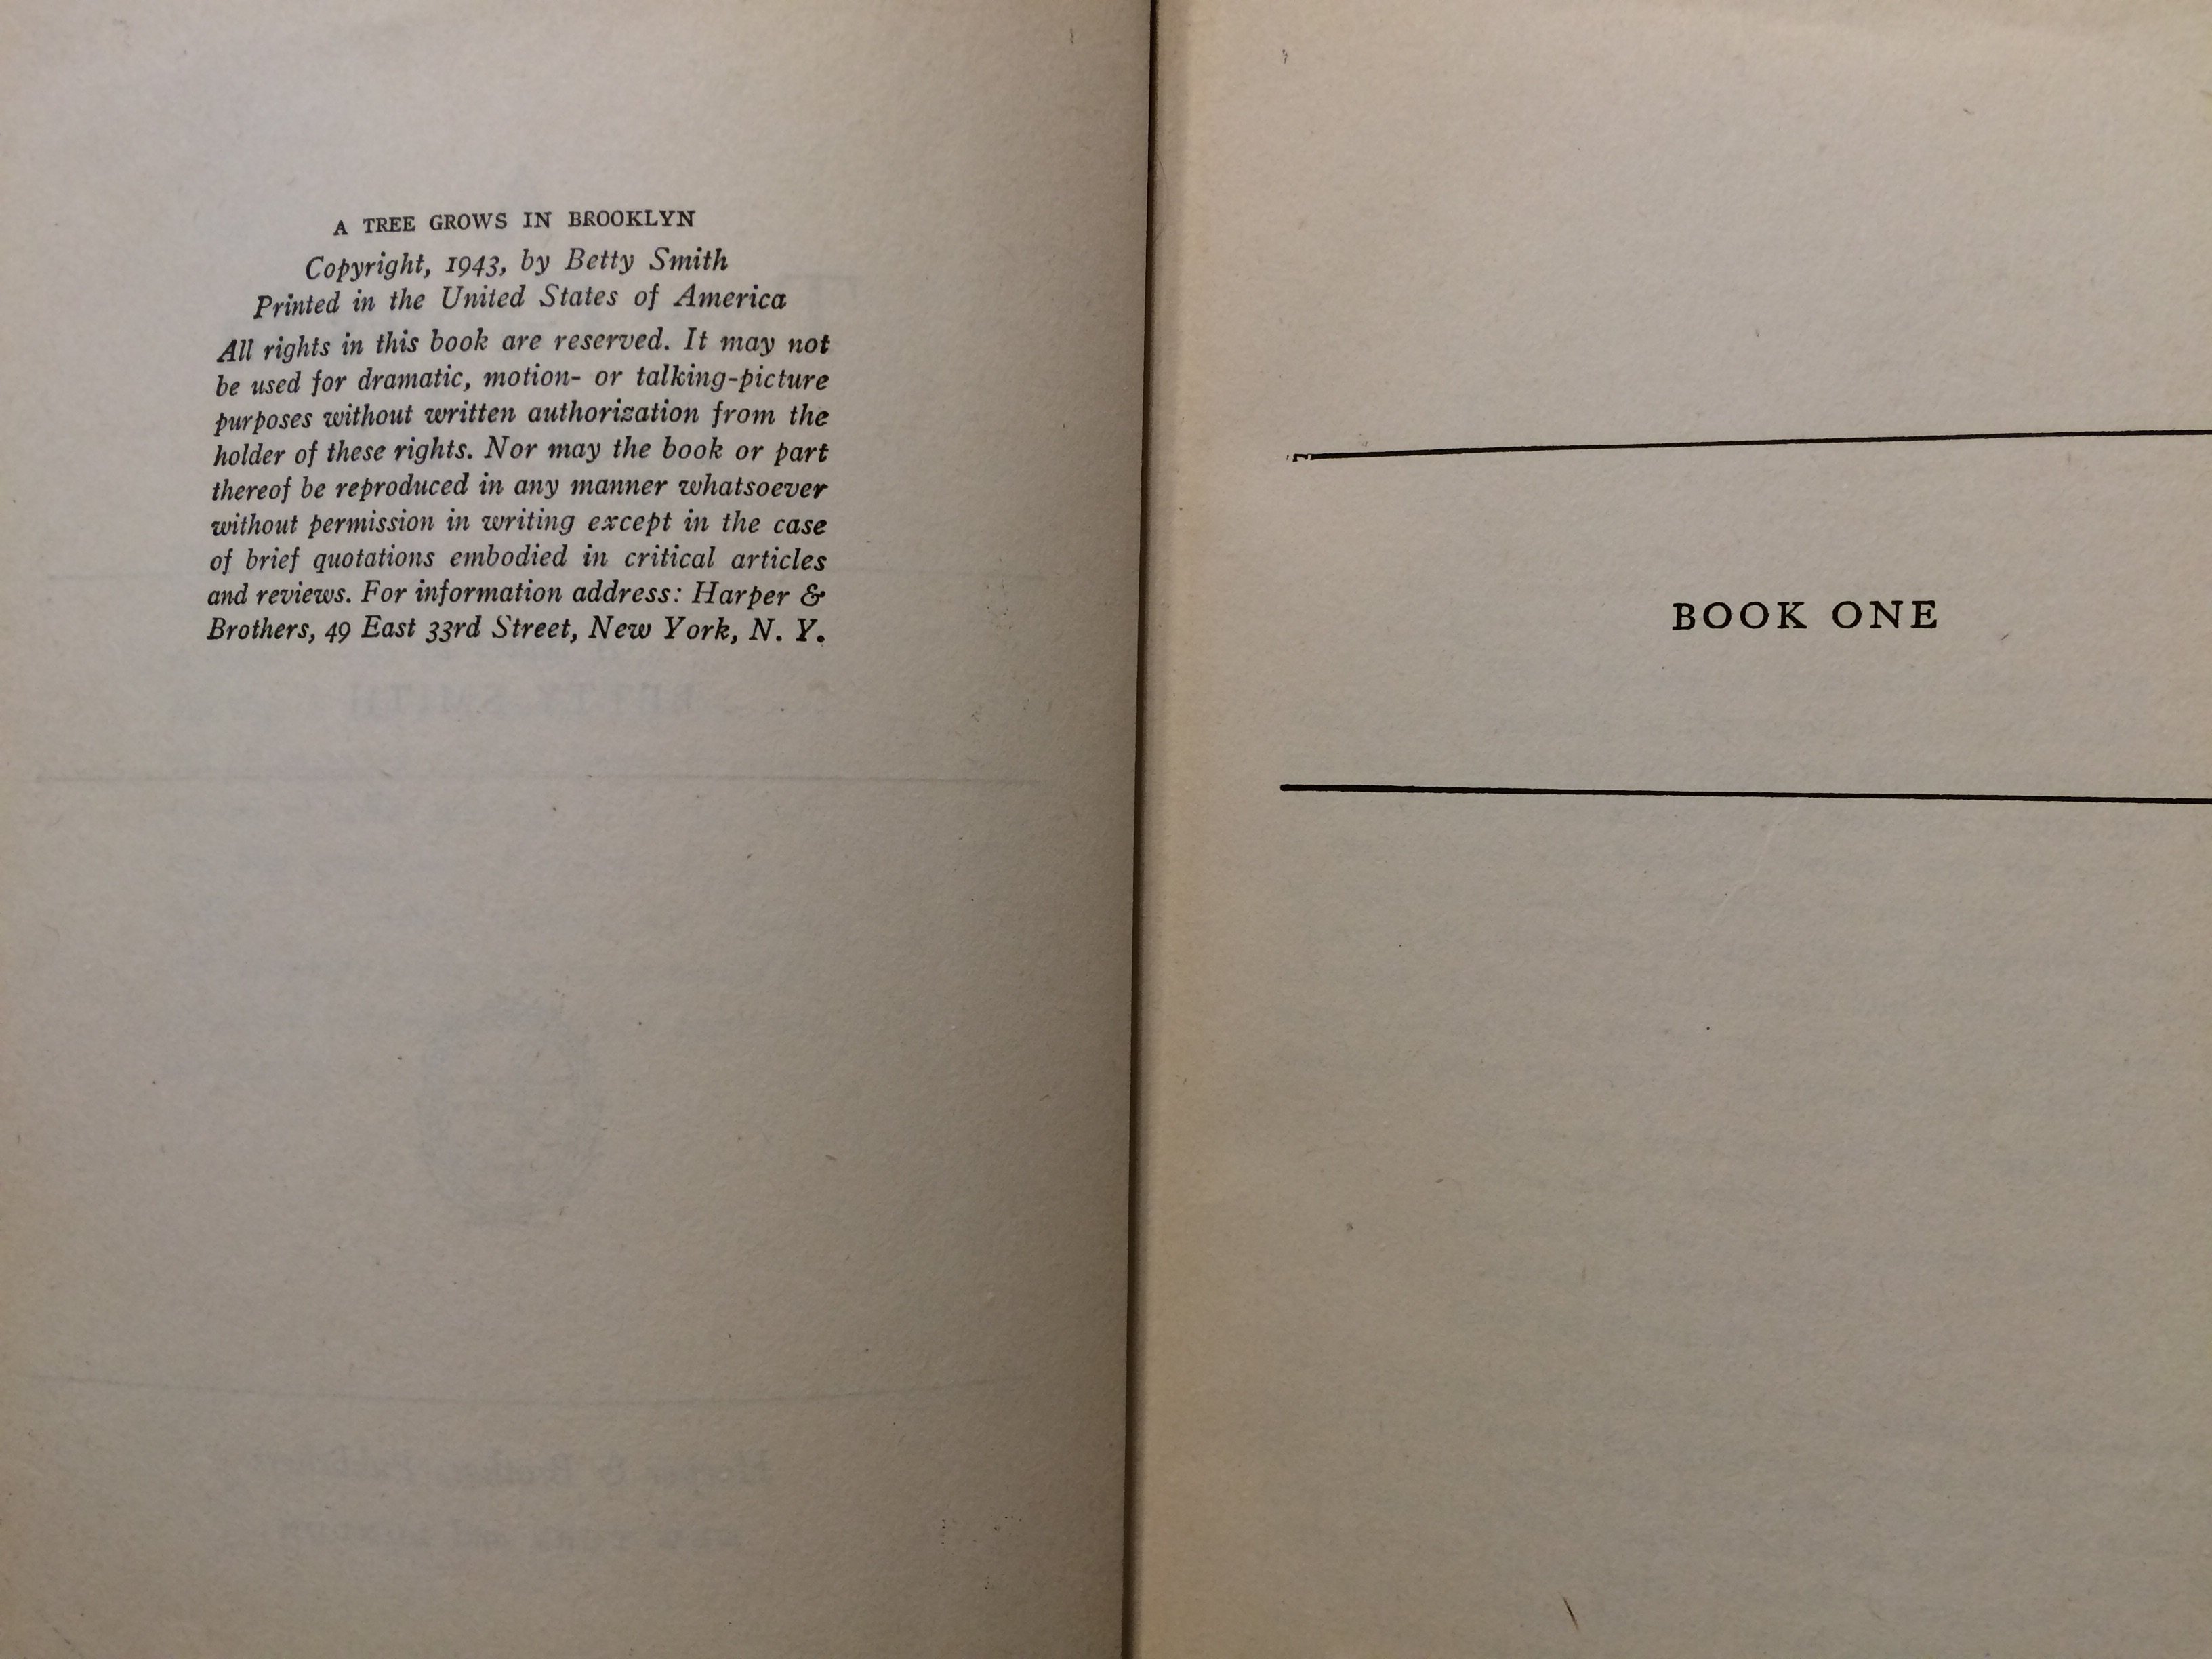 A TREE GROWS IN BROOKLYN
Copyright, 1943, by Betty Smith
Printed in the United States of America
All rights in this book are reserved. It may not
be used for dramatic, motion- or talking-picture
purposes without written authorization from the
holder of these rights. Nor may the book or part
thereof be reproduced in any manner whatsoever
without permission in writing except in the case
of brief quotations embodied in critical articles
and reviews. For information address: Harper &
Brothers, 49 East 33rd Street, New York, N. Y.
BETTY SMITH
BOOK ONE